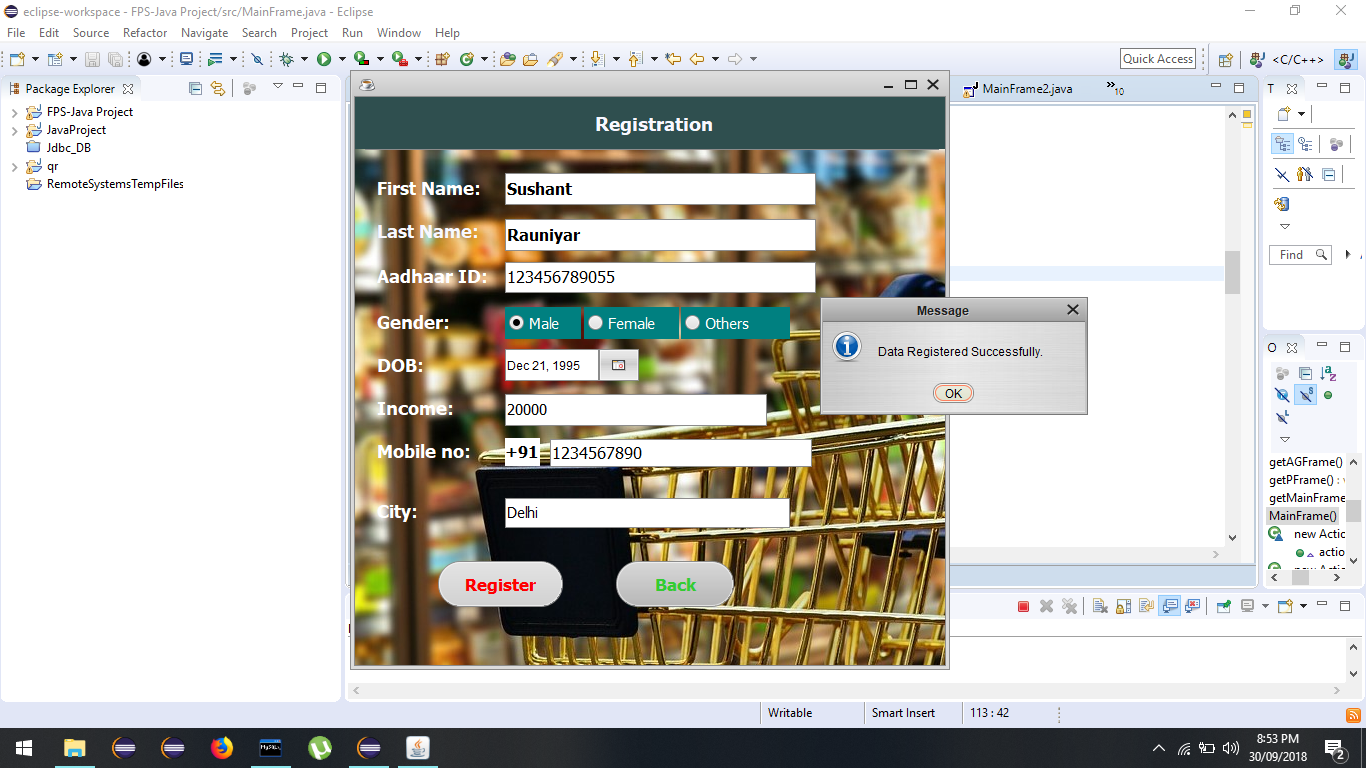 eclipse-workspace - FPS-Java Project/src/MainFrame.java - Eclipse
File Edit Source Refactor Navigate Search Project Run Window Help
Quick Access
<C/C++>
Package Explorer
MainFrame2.java
»10
T
FPS-Java Project
JavaProject
Jdbc_DB
qr
RemoteSystemsTempFiles
Registration
First Name: Sushant
Last Name: Rauniyar
Aadhaar ID: 123456789055
Gender: Male Female Others
DOB: Dec 21, 1995
Income: 20000
Mobile no: +91 1234567890
City: Delhi
Register Back
Message
Data Registered Successfully.
OK
Find
O
getAGFrame()
getPFrame() :
getMainFrame
MainFrame()
new Actio
actio
new Actio
Writable Smart Insert 113 : 42
8:53 PM
30/09/2018
2